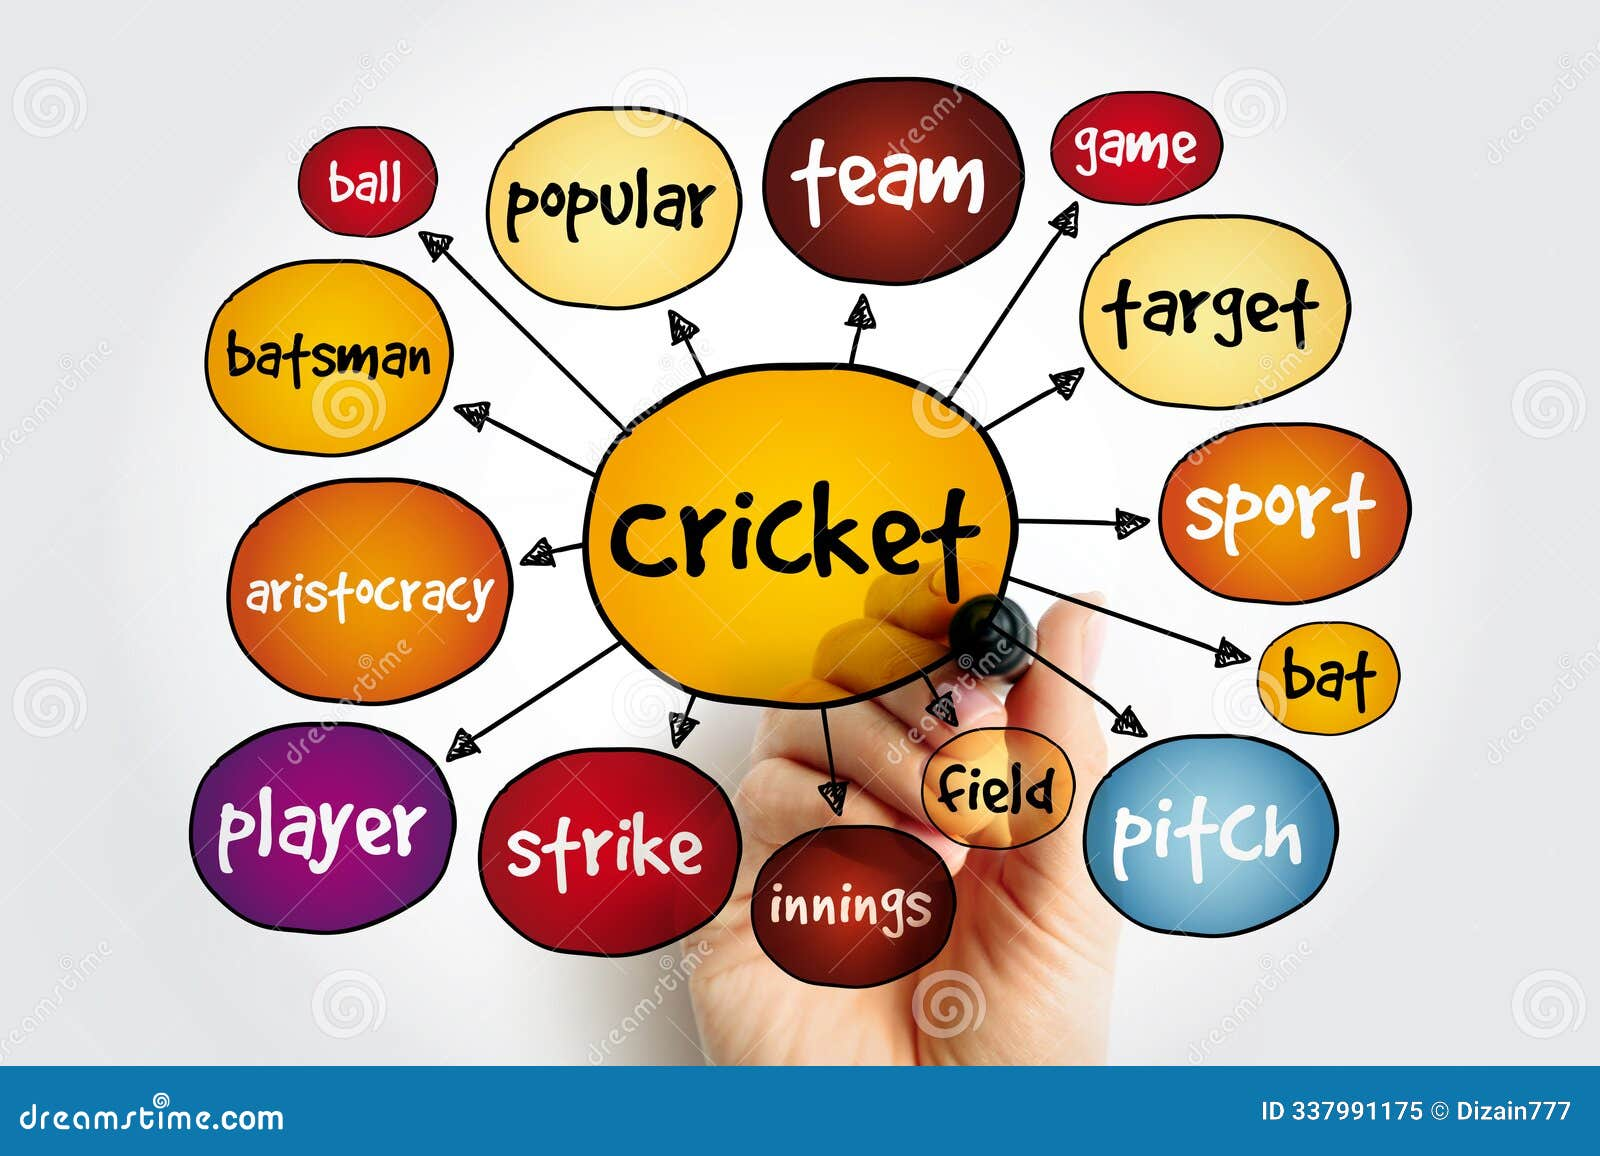 ball
popular
team
game
batsman
target
cricket
sport
aristocracy
bat
player
strike
innings
field
pitch
dreamstime.com
ID 337991175 © Dizain777